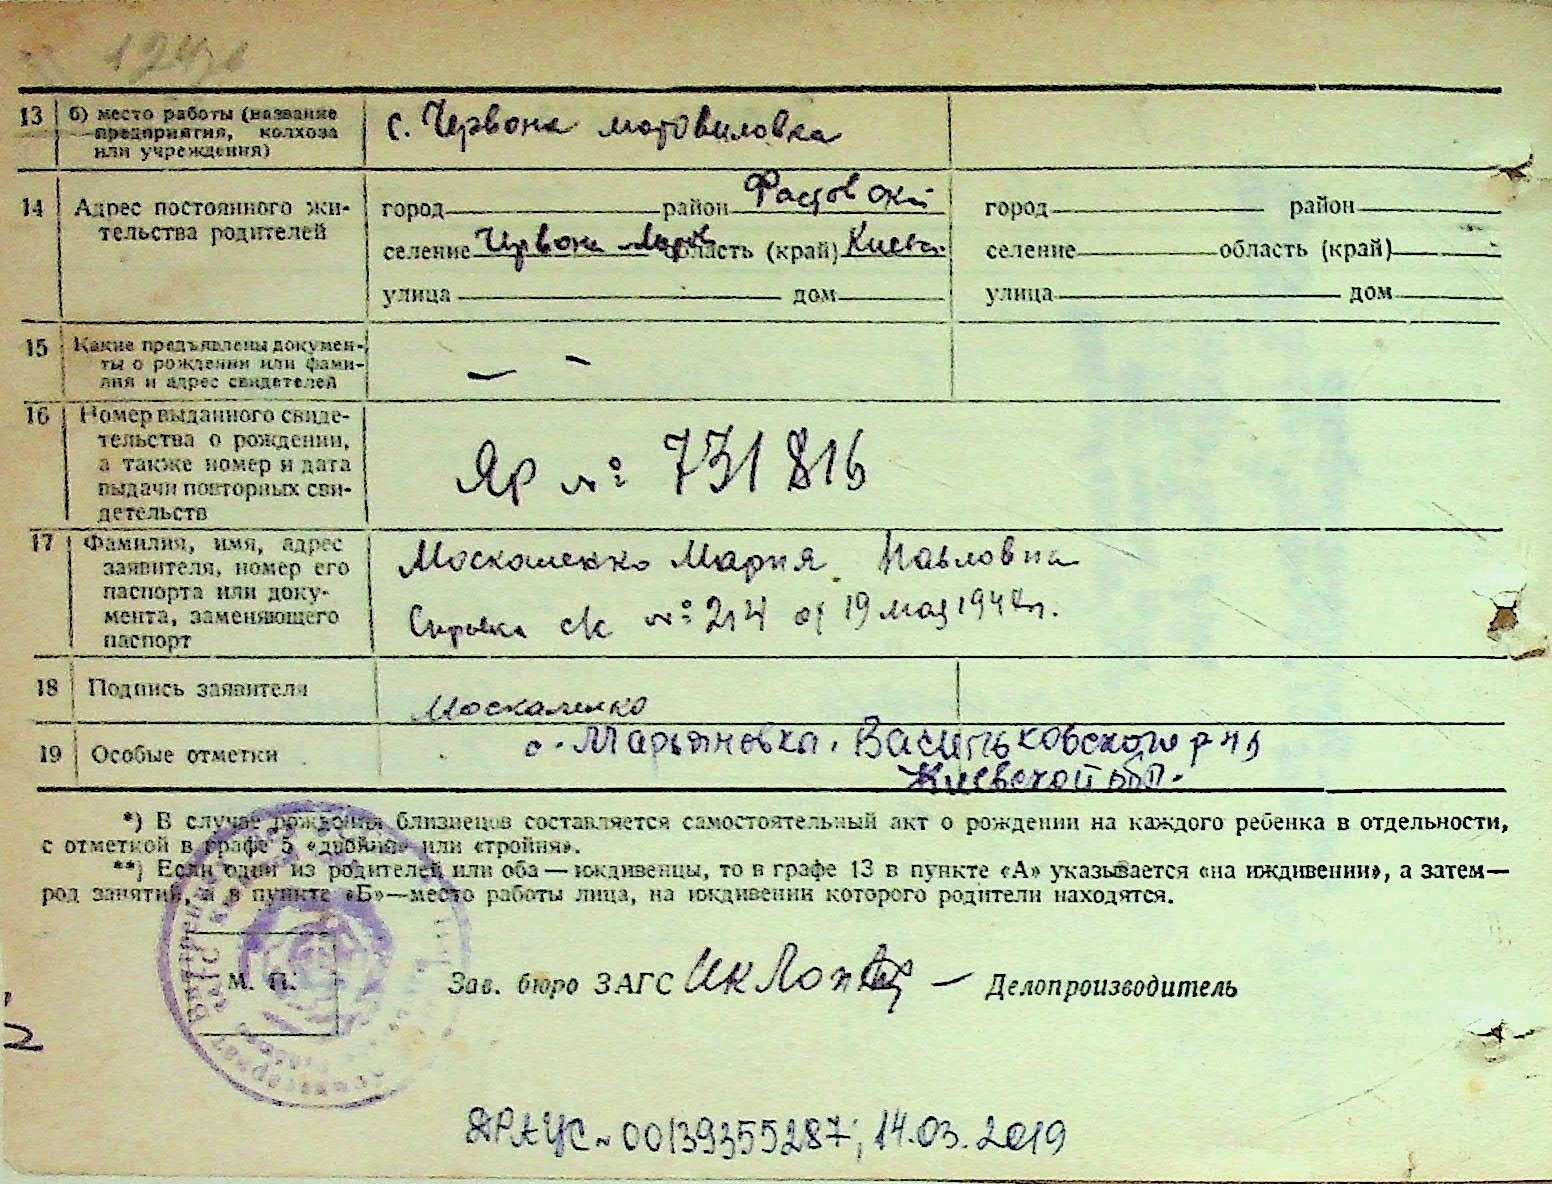 13 б) место работы (название предприятия, колхоза или учреждения) с. Червона мотовиловка
14 Адрес постоянного жительства родителей
город район Фастовский
селение Червона Мотов область (край) Киевс.
улица дом
город район
селение область (край)
улица дом
15 Какие предъявлены документы о рождении или фамилия и адрес свидетелей — —
16 Номер выданного свидетельства о рождении, а также номер и дата выдачи повторных свидетельств
Яр №: 731816
17 Фамилия, имя, адрес заявителя, номер его паспорта или документа, заменяющего паспорт
Москаленко Мария Павловна
Справка с/с №: 214 от 19 мая
18 Подпись заявителя Москаленко
19 Особые отметки с. Марьяновка. Васильковского р-на
Киевской обл.
*) В случае рождения близнецов составляется самостоятельный акт о рождении на каждого ребенка в отдельности,
с отметкой в графе 5 «двойня» или «тройня».
**) Если один из родителей или оба—иждивенцы, то в графе 13 в пункте «А» указывается «на иждивении», а затем—
род занятий, а в пункте «Б»—место работы лица, на иждивении которого родители находятся.
М. П.
Зав. бюро ЗАГС — Делопроизводитель
2
ДРАЦС-00139355287; 14.03.2019